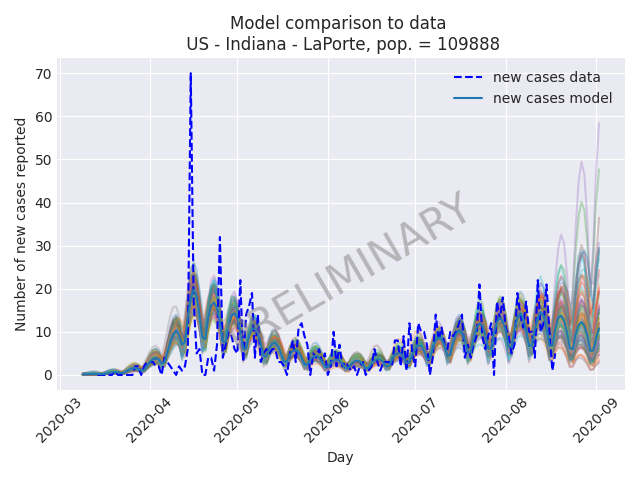 Model comparison to data
US - Indiana - LaPorte, pop. = 109888
new cases data
new cases model
PRELIMINARY
Number of new cases reported
70
60
50
40
30
20
10
0
2020-03
2020-04
2020-05
2020-06
2020-07
2020-08
2020-09
Day